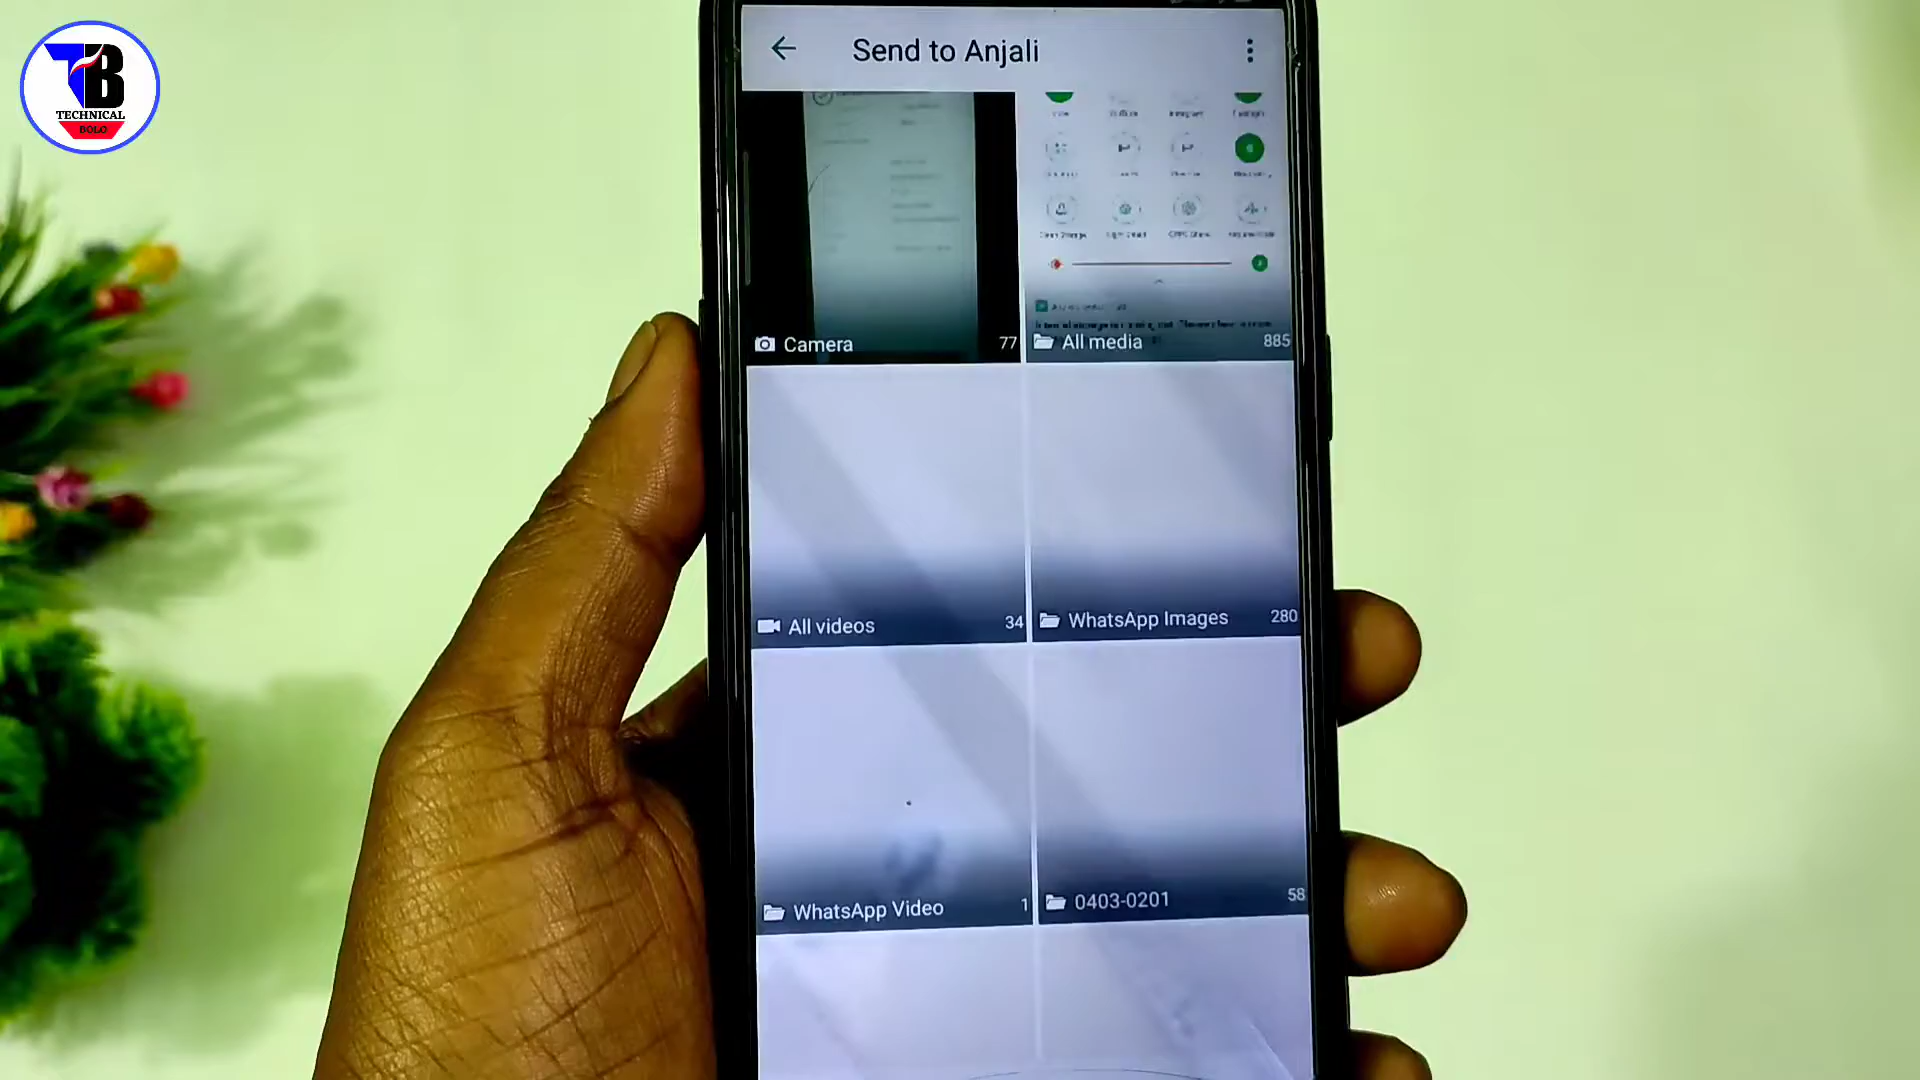 TB
TECHNICAL
BOLO
Send to Anjali
Camera 77
All media 885
All videos 34
WhatsApp Images 280
WhatsApp Video 1
0403-0201 58